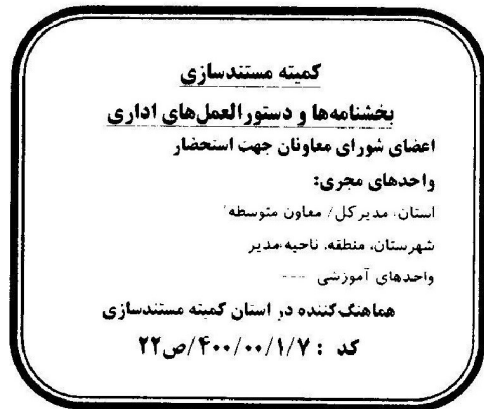 کمیته مستندسازی
بخشنامه‌ها و دستورالعمل‌های اداری
اعضای شورای معاونان جهت استحضار
واحدهای مجری:
استان، مدیرکل/ معاون متوسطه
شهرستان، منطقه، ناحیه مدیر
واحدهای آموزشی ---
هماهنگ‌کننده در استان کمیته مستندسازی
کد : ۴۰۰/۰۰/۱/۷/ص۲۲